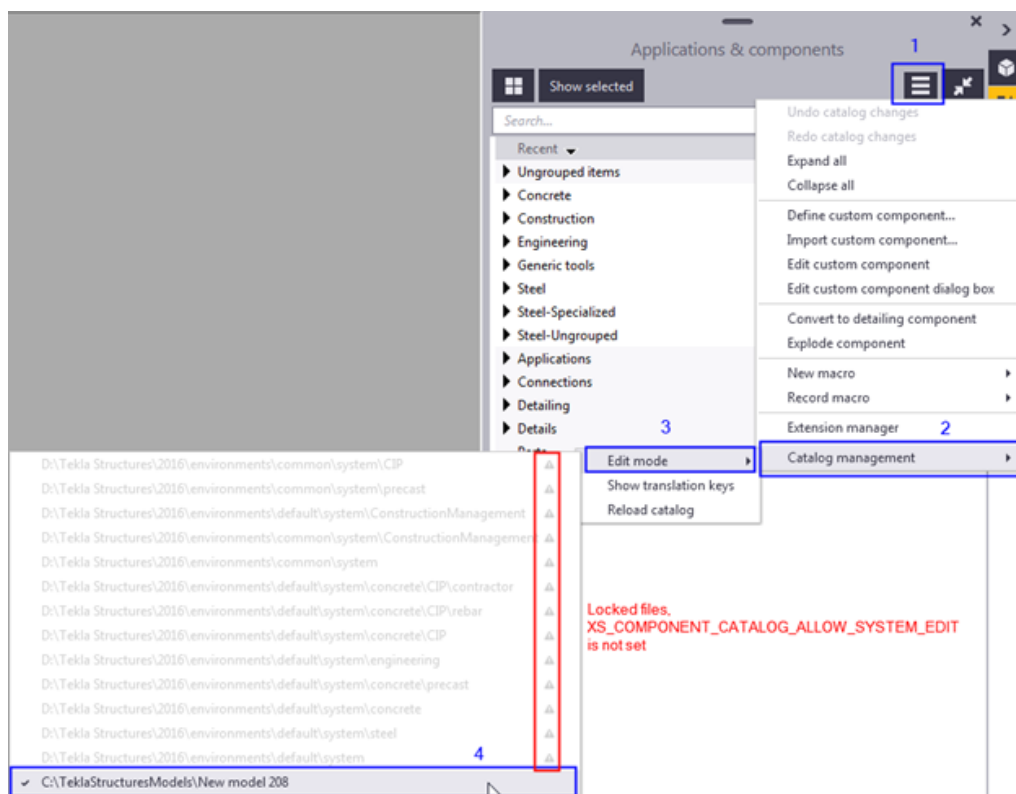 Applications & components
1
Show selected
Search...
Recent
Ungrouped items
Concrete
Construction
Engineering
Generic tools
Steel
Steel-Specialized
Steel-Ungrouped
Applications
Connections
Detailing
Details
Parts
Undo catalog changes
Redo catalog changes
Expand all
Collapse all
Define custom component...
Import custom component...
Edit custom component
Edit custom component dialog box
Convert to detailing component
Explode component
New macro
Record macro
Extension manager
2
Catalog management
3
Edit mode
Show translation keys
Reload catalog
D:\Tekla Structures\2016\environments\common\system\CIP
D:\Tekla Structures\2016\environments\common\system\precast
D:\Tekla Structures\2016\environments\default\system\ConstructionManagement
D:\Tekla Structures\2016\environments\common\system\ConstructionManagement
D:\Tekla Structures\2016\environments\common\system
D:\Tekla Structures\2016\environments\default\system\concrete\CIP\contractor
D:\Tekla Structures\2016\environments\default\system\concrete\CIP\rebar
D:\Tekla Structures\2016\environments\default\system\concrete\CIP
D:\Tekla Structures\2016\environments\default\system\engineering
D:\Tekla Structures\2016\environments\default\system\concrete\precast
D:\Tekla Structures\2016\environments\default\system\concrete
D:\Tekla Structures\2016\environments\default\system\steel
D:\Tekla Structures\2016\environments\default\system
4
C:\TeklaStructuresModels\New model 208
Locked files,
XS_COMPONENT_CATALOG_ALLOW_SYSTEM_EDIT
is not set